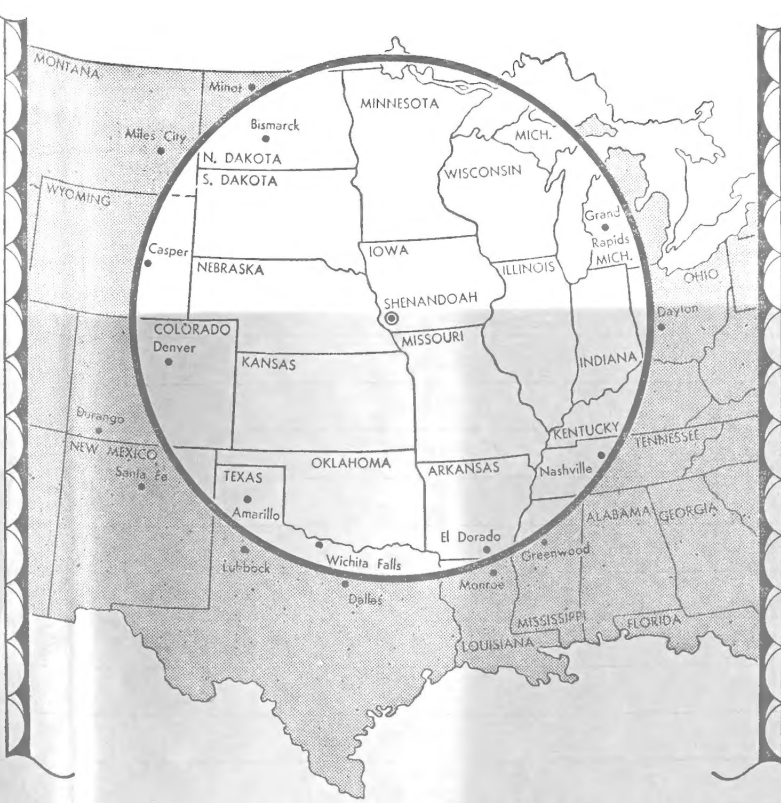 MONTANA
Minot
MINNESOTA
Bismarck
Miles City
MICH.
N. DAKOTA
S. DAKOTA
WISCONSIN
WYOMING
Grand
Rapids
MICH.
Casper
IOWA
NEBRASKA
ILLINOIS
OHIO
SHENANDOAH
Dayton
COLORADO
Denver
MISSOURI
KANSAS
INDIANA
Durango
KENTUCKY
TENNESSEE
NEW MEXICO
Santa Fe
OKLAHOMA
ARKANSAS
Nashville
TEXAS
Amarillo
ALABAMA
GEORGIA
El Dorado
Greenwood
Wichita Falls
Lubbock
Monroe
Dallas
MISSISSIPPI
FLORIDA
LOUISIANA